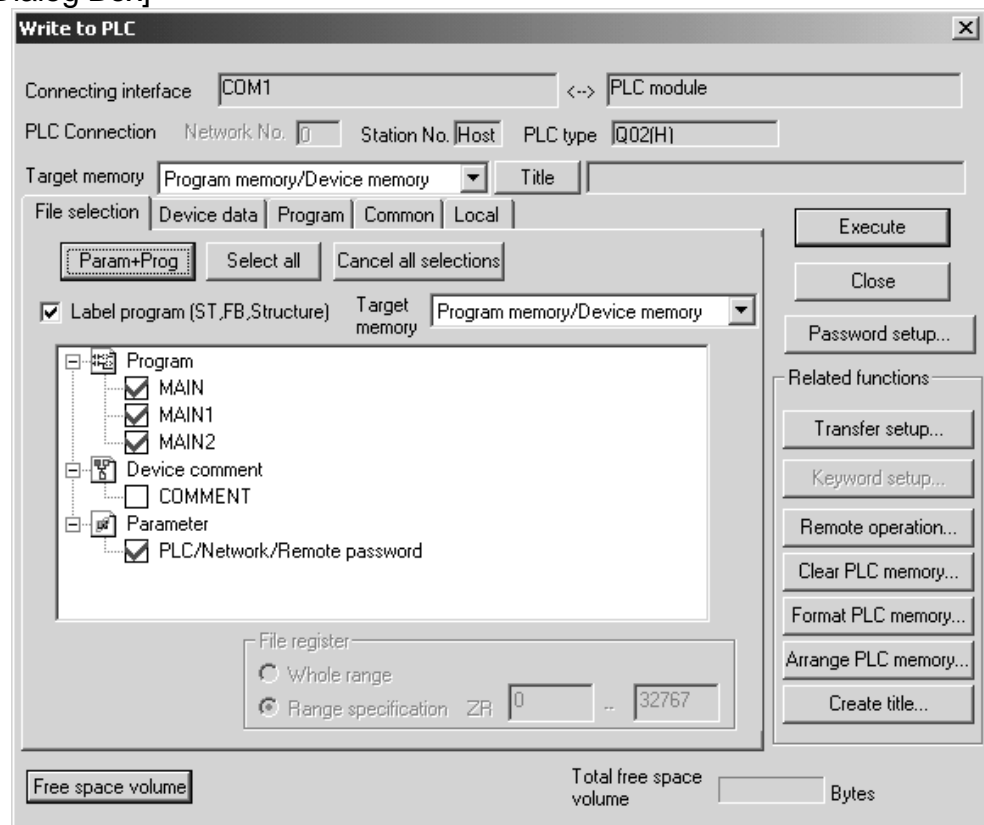 Dialog Box]
Write to PLC
Connecting interface COM1 <--> PLC module
PLC Connection Network No. 0 Station No. Host PLC type Q02(H)
Target memory Program memory/Device memory Title
File selection Device data Program Common Local
Execute
Param+Prog Select all Cancel all selections
Close
Label program (ST,FB,Structure) Target memory Program memory/Device memory
Password setup...
Program
Related functions
MAIN
MAIN1
Transfer setup...
MAIN2
Device comment
Keyword setup...
COMMENT
Parameter
Remote operation...
PLC/Network/Remote password
Clear PLC memory...
Format PLC memory...
File register
Arrange PLC memory...
Whole range
Range specification ZR 0 .. 32767
Create title...
Free space volume
Total free space
volume Bytes